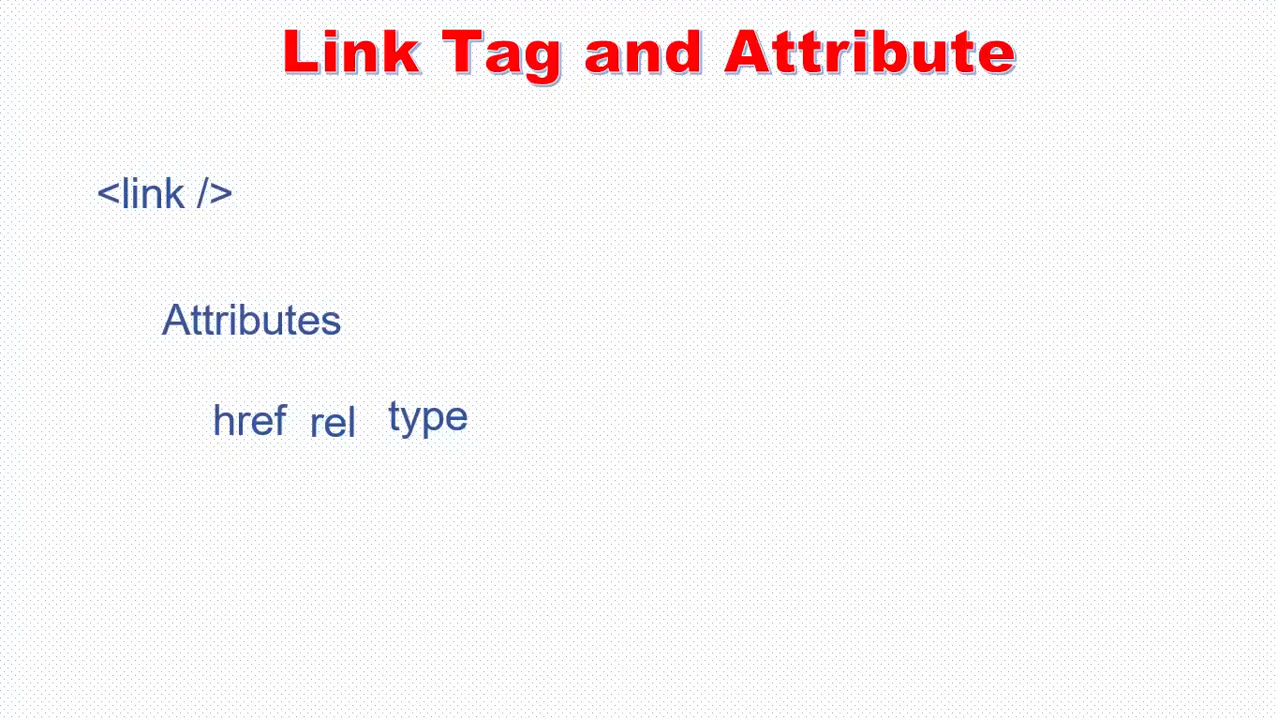 Link Tag and Attribute
<link />
Attributes
href rel type